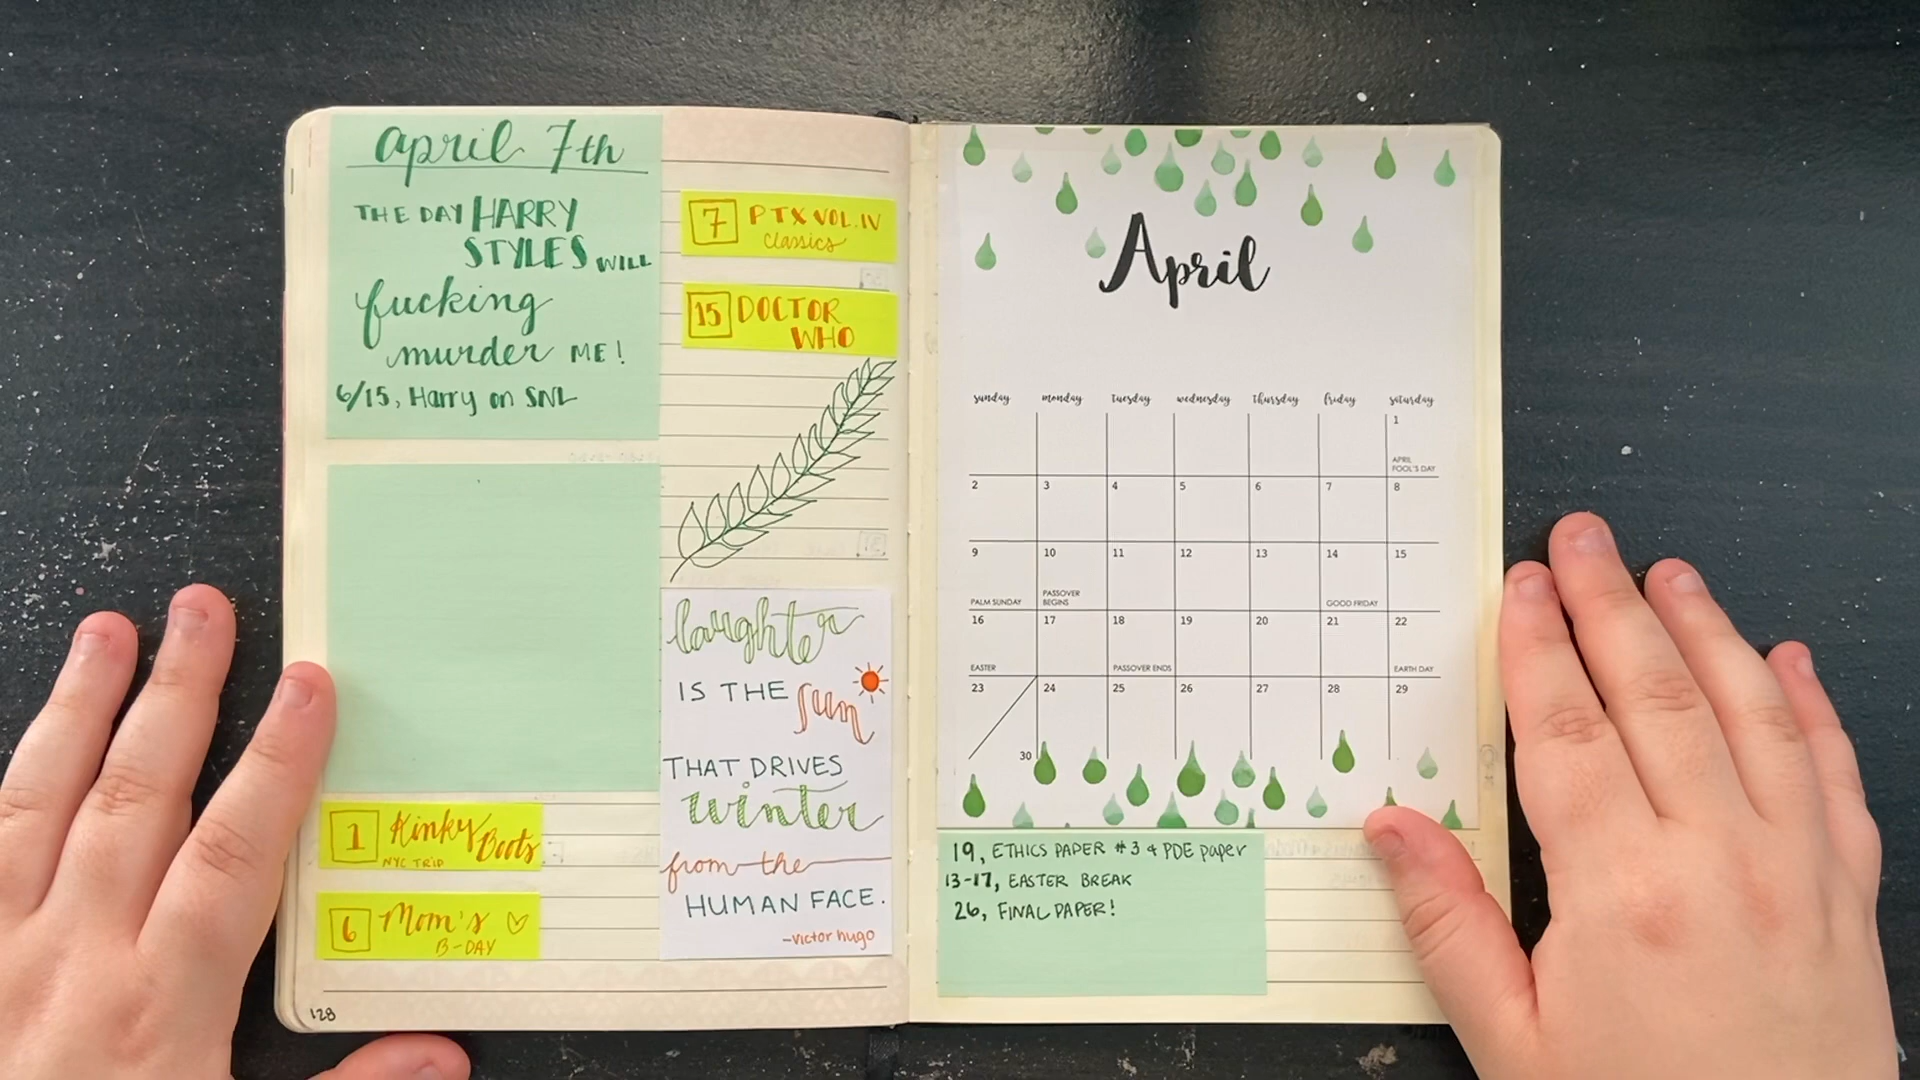 april 7th
THE DAY HARRY
STYLES WILL
fucking
murder ME!
6/15, Harry on SNL
7 PTX VOL. IV
Classics
15 DOCTOR
WHO
1 Kinky Boots
NYC TRIP
6 Mom's
B-DAY
laughter
IS THE sun
THAT DRIVES
winter
from the
HUMAN FACE.
-victor hugo
128
April
sunday monday tuesday wednesday thursday friday saturday
1
APRIL
FOOL'S DAY
2 3 4 5 6 7 8
9 10 11 12 13 14 15
PALM SUNDAY PASSOVER
BEGINS GOOD FRIDAY
16 17 18 19 20 21 22
EASTER PASSOVER ENDS EARTH DAY
23 24 25 26 27 28 29
30
19, ETHICS PAPER #3 + PDE paper
13-17, EASTER BREAK
26, FINAL PAPER!